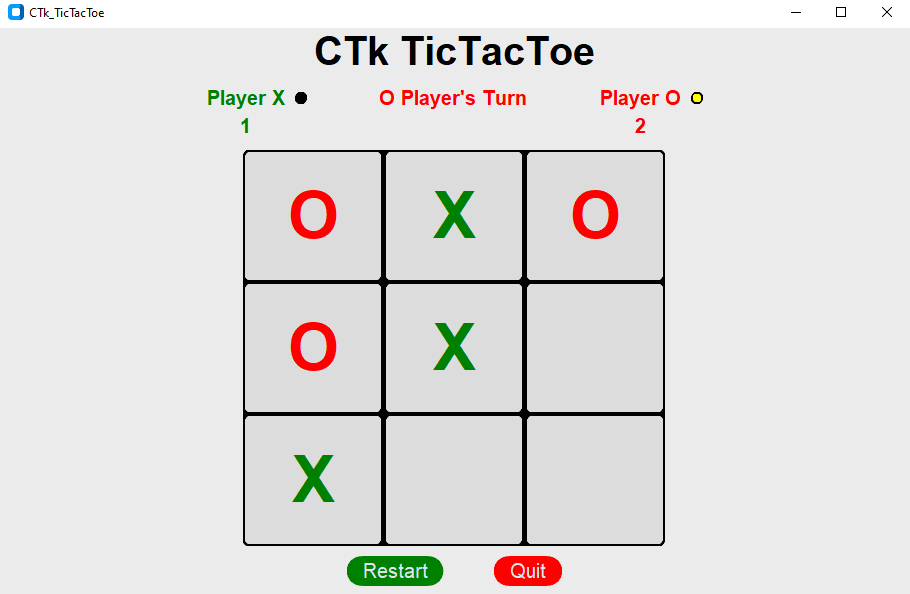 CTk_TicTacToe
CTk TicTacToe
Player X O Player's Turn Player O
1 2
O X O
O X
X
Restart Quit